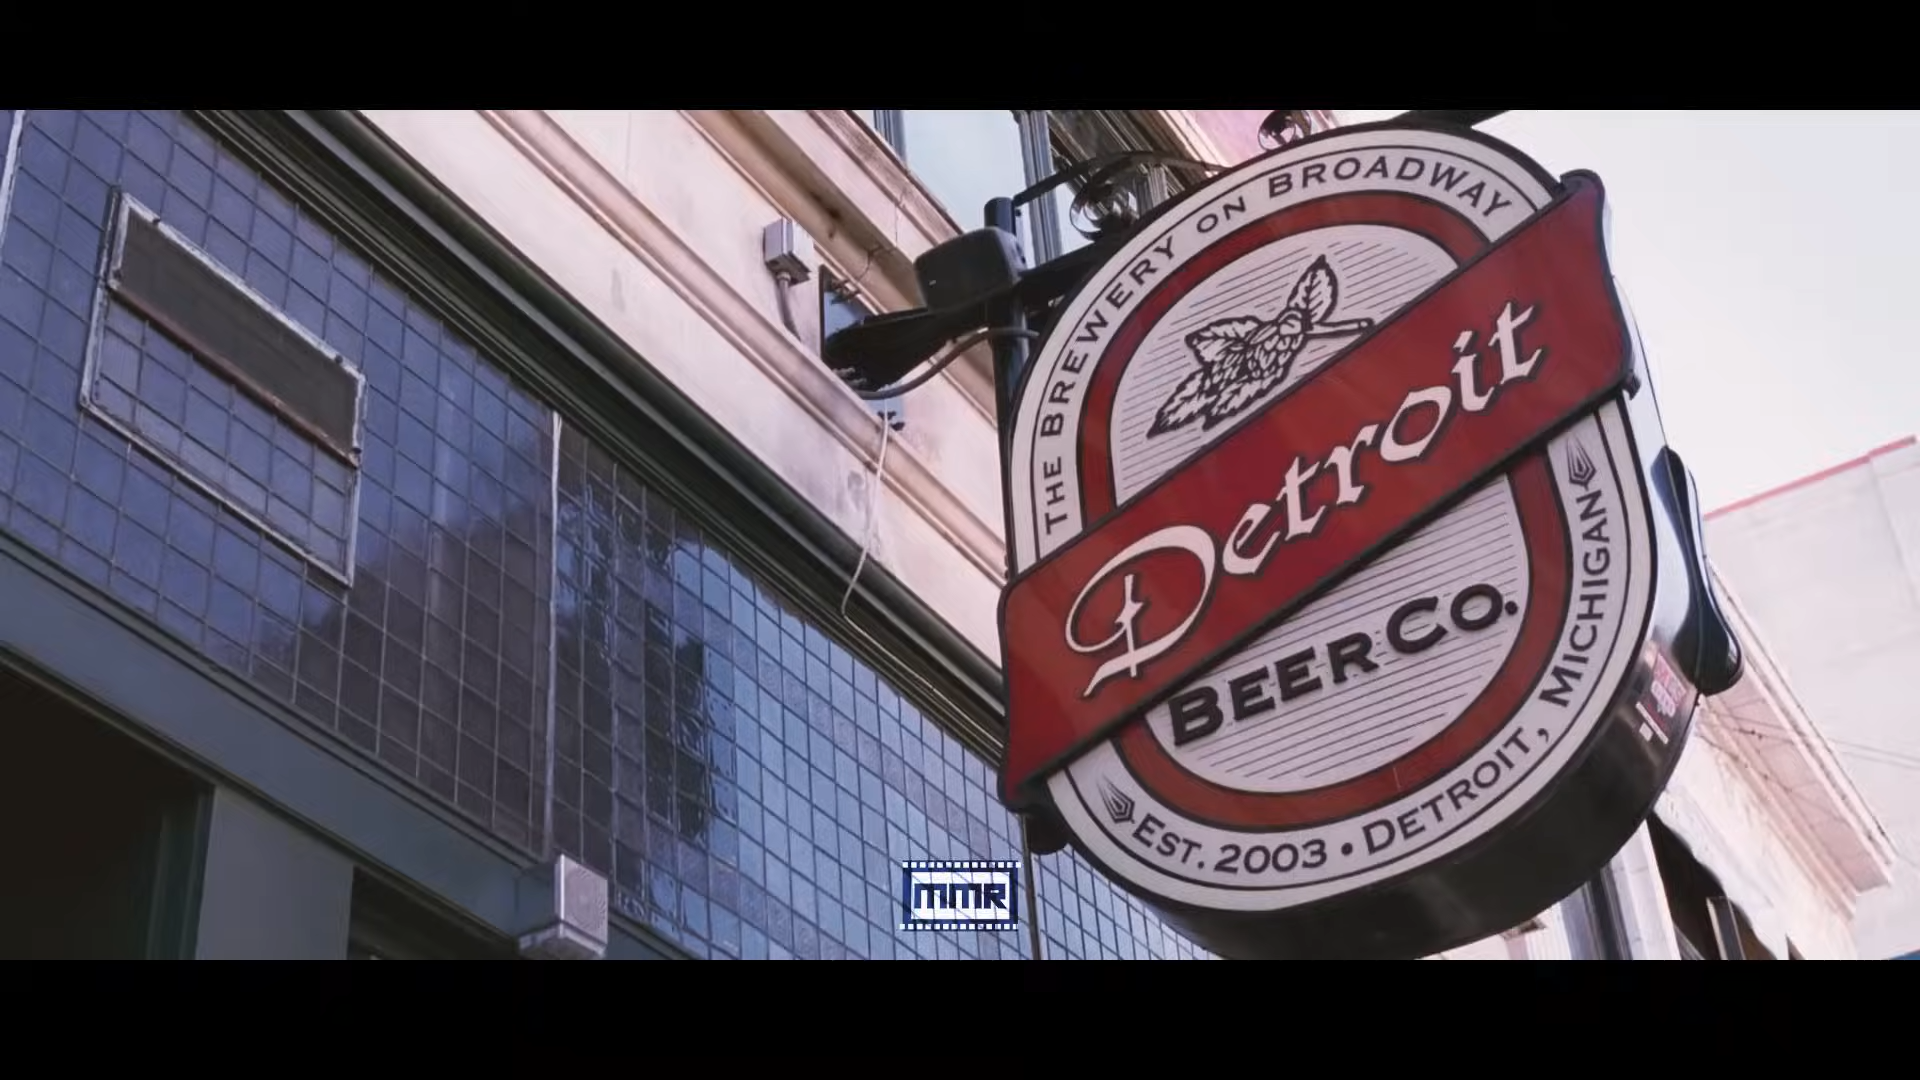 THE BREWERY ON BROADWAY
Detroit
BEER CO.
EST. 2003 • DETROIT, MICHIGAN
MMR